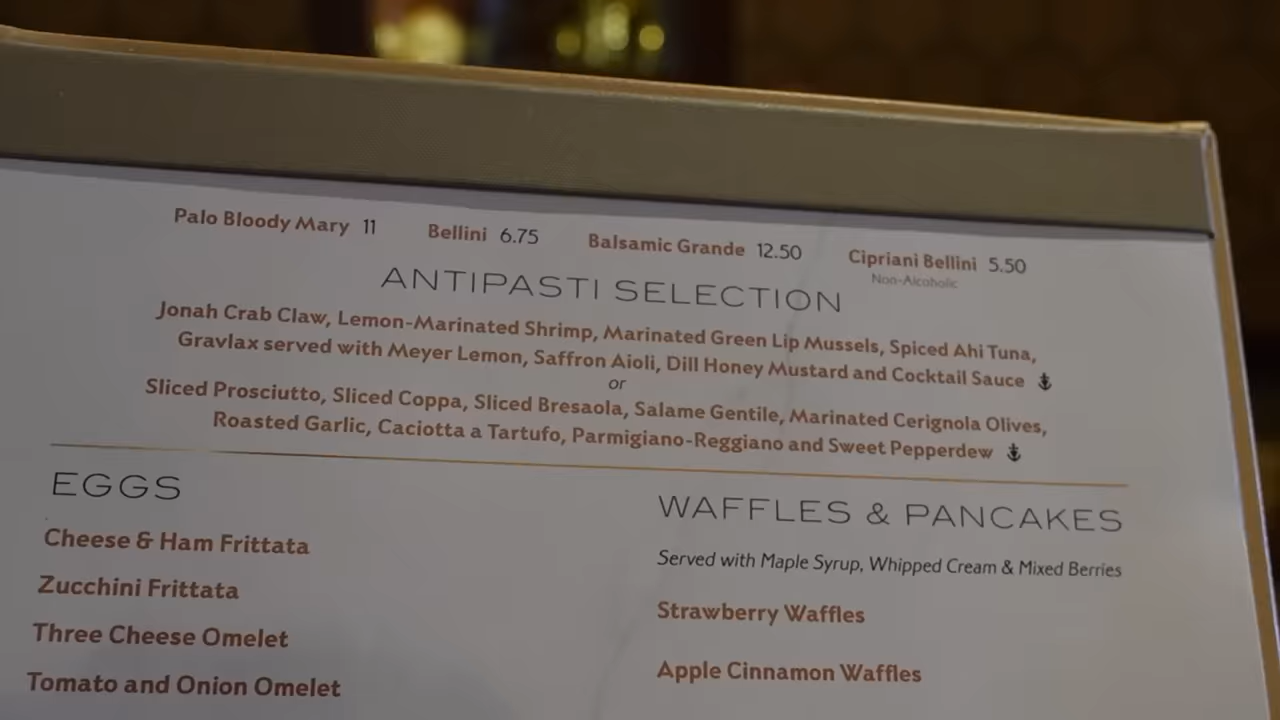 Palo Bloody Mary 11 Bellini 6.75 Balsamic Grande 12.50 Cipriani Bellini 5.50
Non-Alcoholic
ANTIPASTI SELECTION
Jonah Crab Claw, Lemon-Marinated Shrimp, Marinated Green Lip Mussels, Spiced Ahi Tuna,
Gravlax served with Meyer Lemon, Saffron Aioli, Dill Honey Mustard and Cocktail Sauce
or
Sliced Prosciutto, Sliced Coppa, Sliced Bresaola, Salame Gentile, Marinated Cerignola Olives,
Roasted Garlic, Caciotta a Tartufo, Parmigiano-Reggiano and Sweet Pepperdew
EGGS
Cheese & Ham Frittata
Zucchini Frittata
Three Cheese Omelet
Tomato and Onion Omelet
WAFFLES & PANCAKES
Served with Maple Syrup, Whipped Cream & Mixed Berries
Strawberry Waffles
Apple Cinnamon Waffles